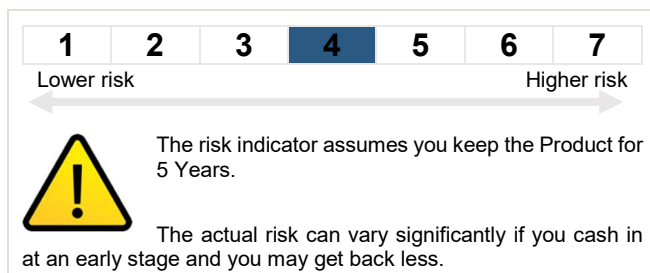 1 2 3 4 5 6 7
Lower risk Higher risk
The risk indicator assumes you keep the Product for
5 Years.
The actual risk can vary significantly if you cash in
at an early stage and you may get back less.